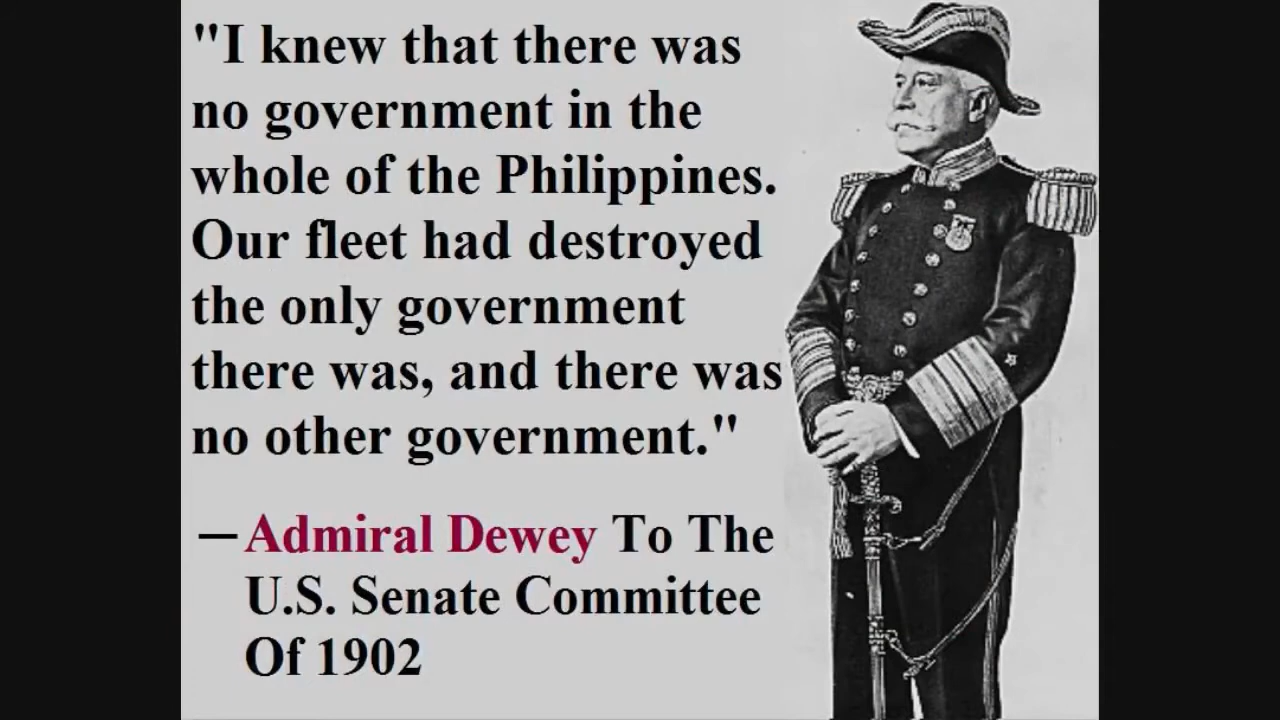 "I knew that there was
no government in the
whole of the Philippines.
Our fleet had destroyed
the only government
there was, and there was
no other government."
—Admiral Dewey To The
U.S. Senate Committee
Of 1902